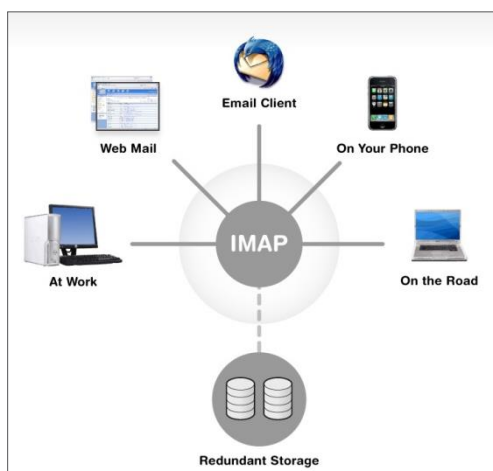 Email Client
Web Mail
On Your Phone
IMAP
At Work
On the Road
Redundant Storage